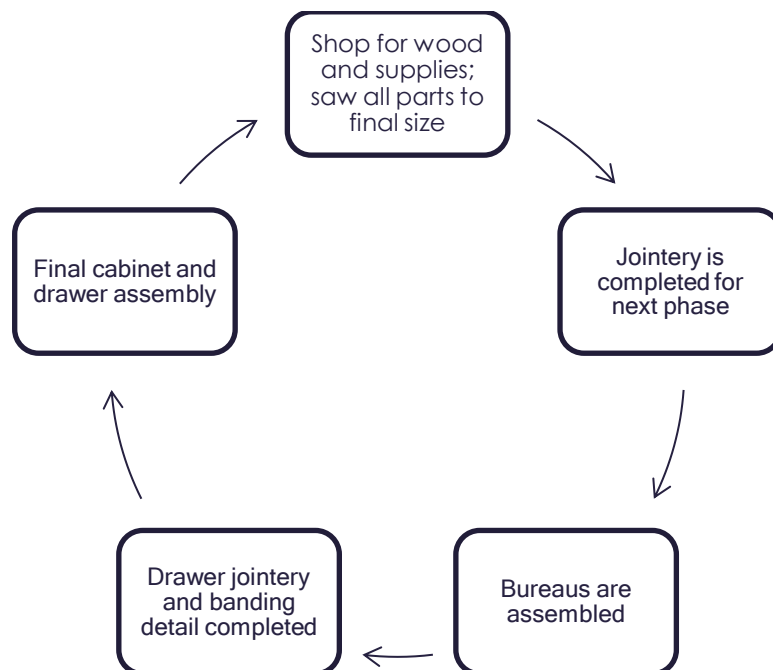 Shop for wood
and supplies;
saw all parts to
final size
Jointery is
completed for
next phase
Bureaus are
assembled
Drawer jointery
and banding
detail completed
Final cabinet and
drawer assembly